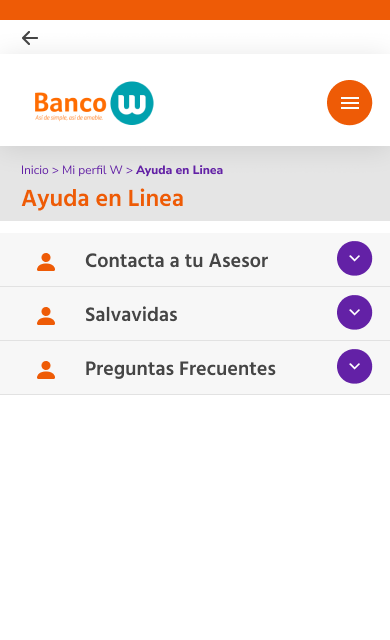 Banco W
Así de simple, así de amable.
Inicio > Mi perfil W > Ayuda en Linea
Ayuda en Linea
Contacta a tu Asesor
Salvavidas
Preguntas Frecuentes